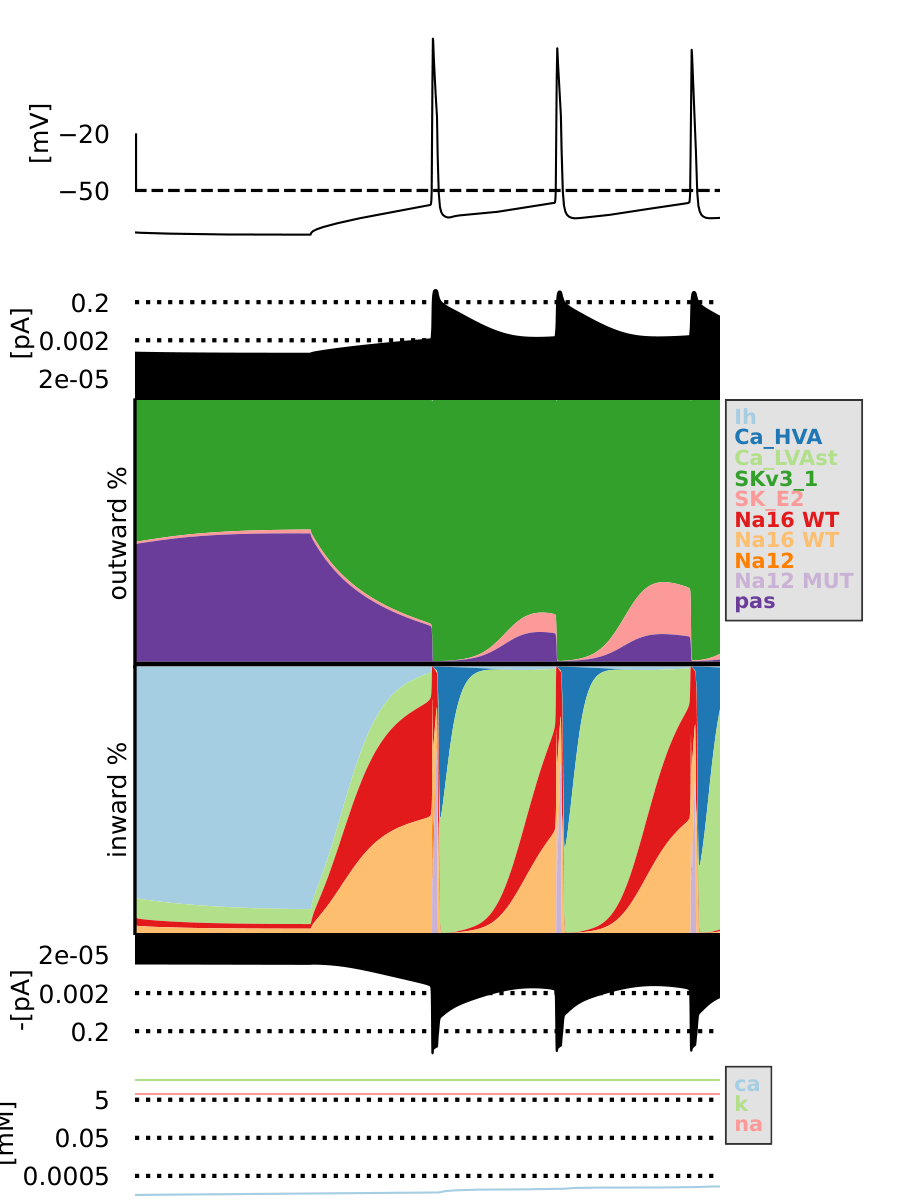 [mV]
−20
−50
[pA]
0.2
0.002
2e-05
outward %
Ih
Ca_HVA
Ca_LVAst
SKv3_1
SK_E2
Na16 WT
Na16 WT
Na12
Na12 MUT
pas
inward %
-[pA]
2e-05
0.002
0.2
[mM]
5
0.05
0.0005
ca
k
na